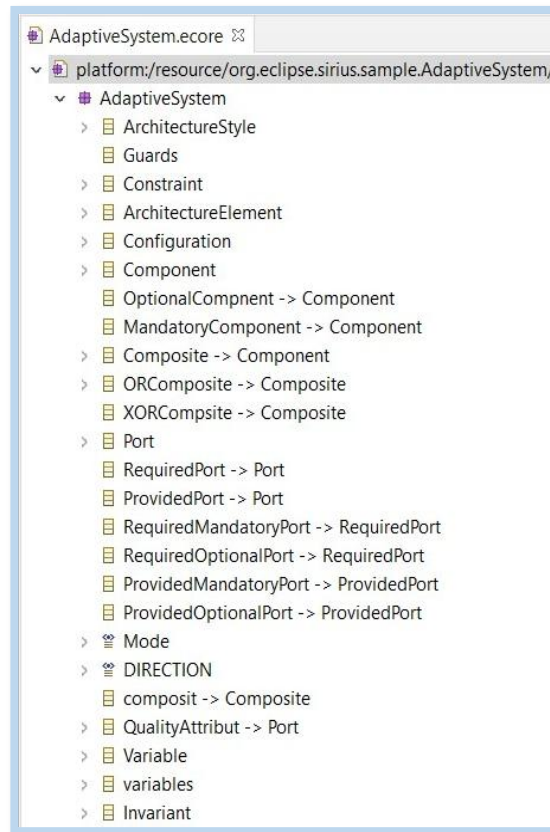 AdaptiveSystem.ecore
platform:/resource/org.eclipse.sirius.sample.AdaptiveSystem/
AdaptiveSystem
ArchitectureStyle
Guards
Constraint
ArchitectureElement
Configuration
Component
OptionalCompnent -> Component
MandatoryComponent -> Component
Composite -> Component
ORComposite -> Composite
XORCompsite -> Composite
Port
RequiredPort -> Port
ProvidedPort -> Port
RequiredMandatoryPort -> RequiredPort
RequiredOptionalPort -> RequiredPort
ProvidedMandatoryPort -> ProvidedPort
ProvidedOptionalPort -> ProvidedPort
Mode
DIRECTION
composit -> Composite
QualityAttribut -> Port
Variable
variables
Invariant